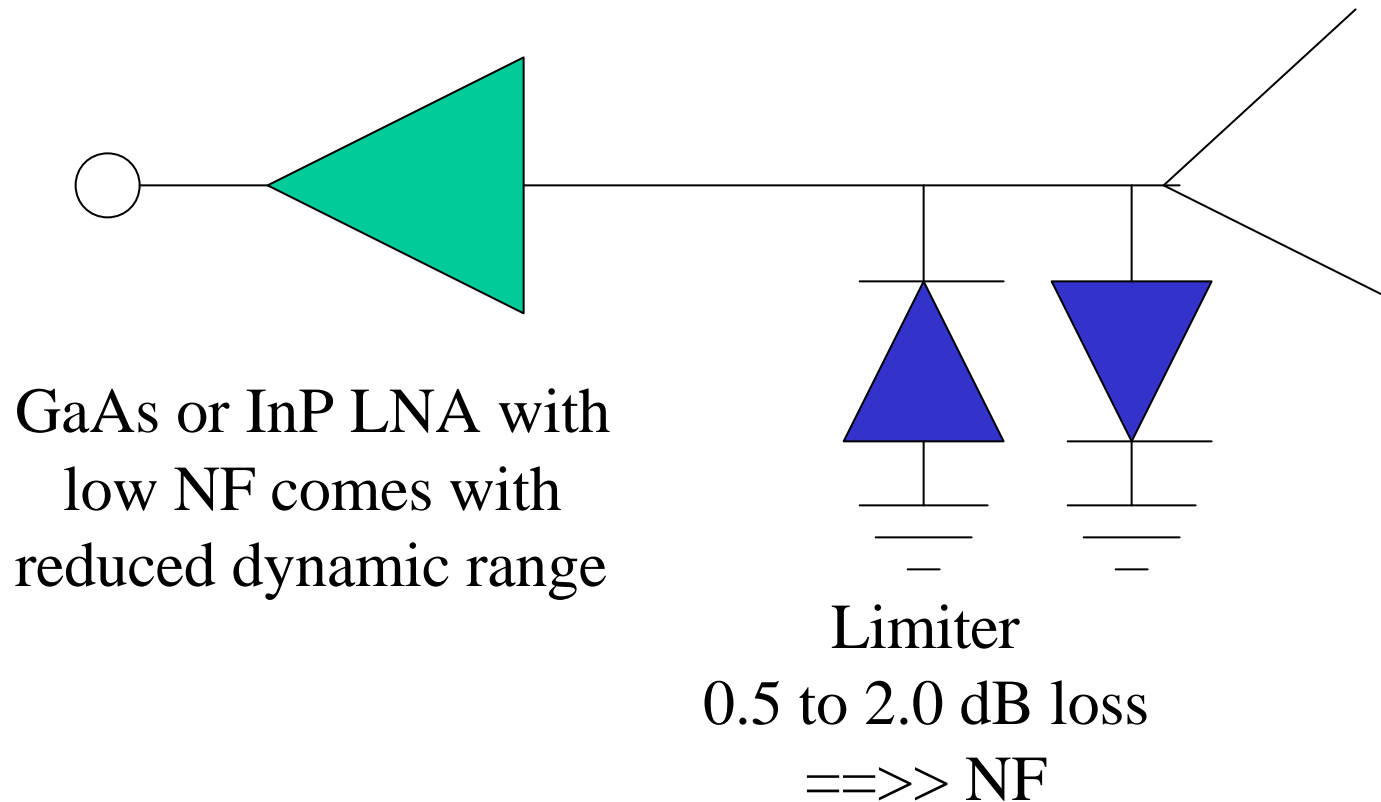 GaAs or InP LNA with
low NF comes with
reduced dynamic range
Limiter
0.5 to 2.0 dB loss
==>> NF